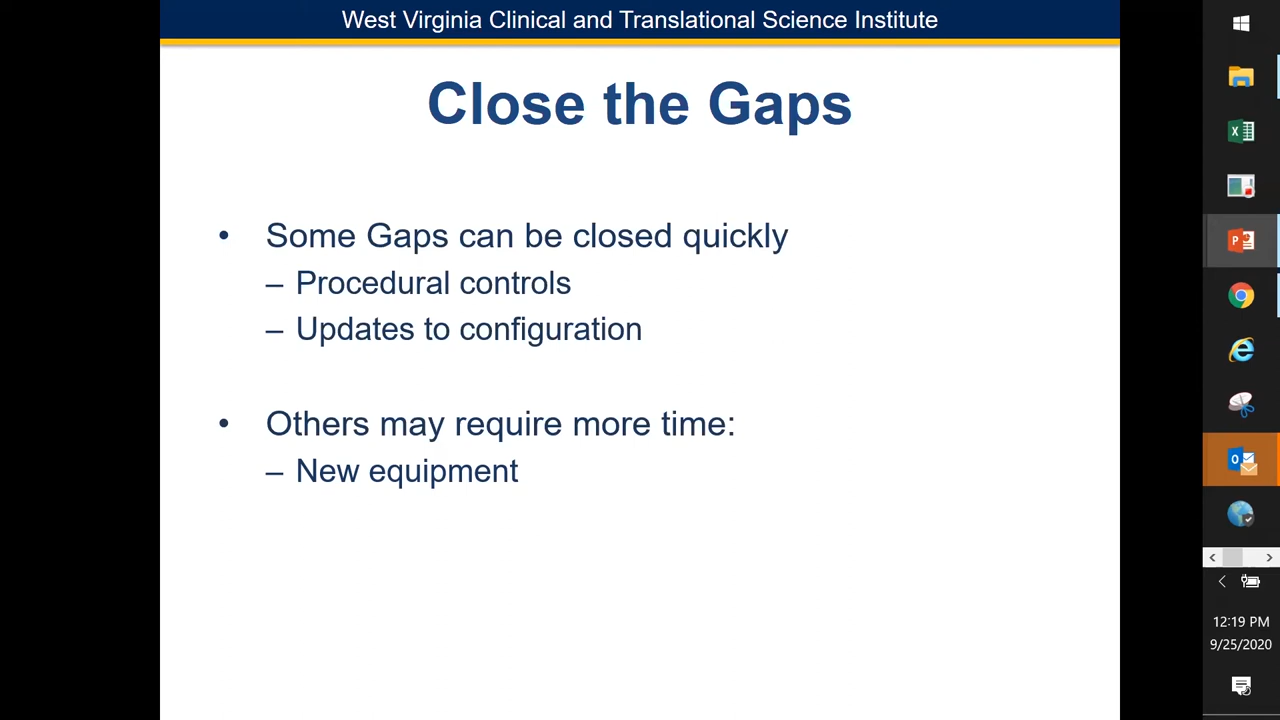 West Virginia Clinical and Translational Science Institute
Close the Gaps
• Some Gaps can be closed quickly
– Procedural controls
– Updates to configuration
• Others may require more time:
– New equipment
12:19 PM
9/25/2020